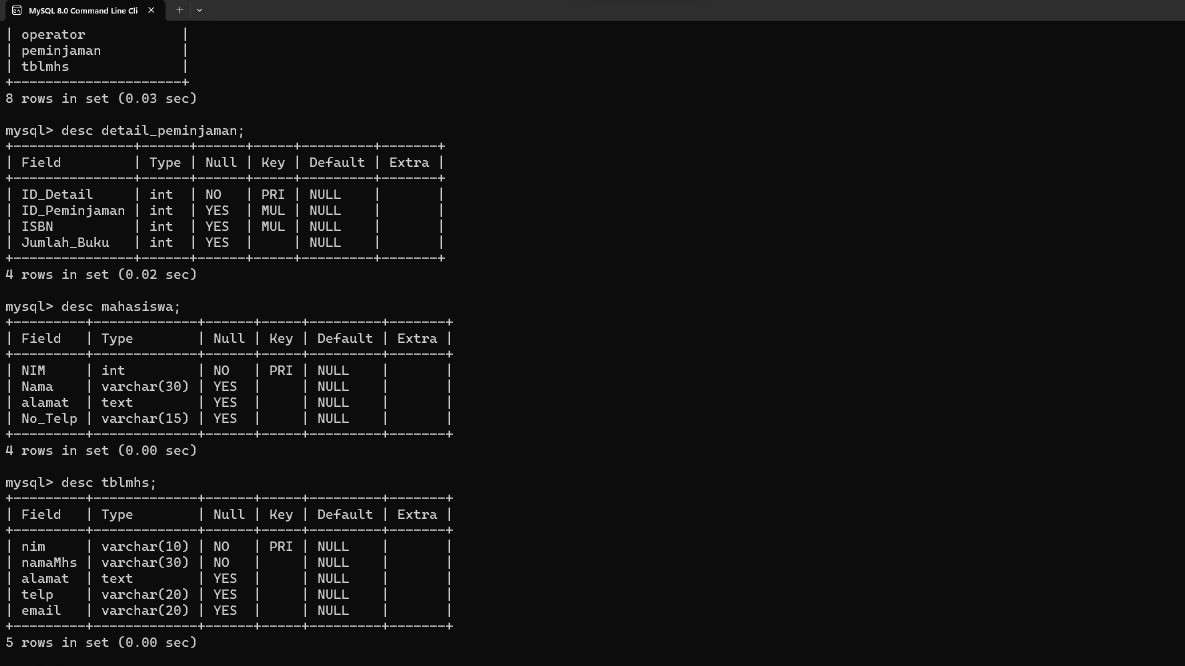 MySQL 8.0 Command Line Cli
| operator            |
| peminjaman          |
| tblmhs              |
+---------------------+
8 rows in set (0.03 sec)
mysql> desc detail_peminjaman;
+---------------+------+------+-----+---------+-------+
| Field         | Type | Null | Key | Default | Extra |
+---------------+------+------+-----+---------+-------+
| ID_Detail     | int  | NO   | PRI | NULL    |       |
| ID_Peminjaman | int  | YES  | MUL | NULL    |       |
| ISBN          | int  | YES  | MUL | NULL    |       |
| Jumlah_Buku   | int  | YES  |     | NULL    |       |
+---------------+------+------+-----+---------+-------+
4 rows in set (0.02 sec)
mysql> desc mahasiswa;
+---------+-------------+------+-----+---------+-------+
| Field   | Type        | Null | Key | Default | Extra |
+---------+-------------+------+-----+---------+-------+
| NIM     | int         | NO   | PRI | NULL    |       |
| Nama    | varchar(30) | YES  |     | NULL    |       |
| alamat  | text        | YES  |     | NULL    |       |
| No_Telp | varchar(15) | YES  |     | NULL    |       |
+---------+-------------+------+-----+---------+-------+
4 rows in set (0.00 sec)
mysql> desc tblmhs;
+---------+-------------+------+-----+---------+-------+
| Field   | Type        | Null | Key | Default | Extra |
+---------+-------------+------+-----+---------+-------+
| nim     | varchar(10) | NO   | PRI | NULL    |       |
| namaMhs | varchar(30) | NO   |     | NULL    |       |
| alamat  | text        | YES  |     | NULL    |       |
| telp    | varchar(20) | YES  |     | NULL    |       |
| email   | varchar(20) | YES  |     | NULL    |       |
+---------+-------------+------+-----+---------+-------+
5 rows in set (0.00 sec)